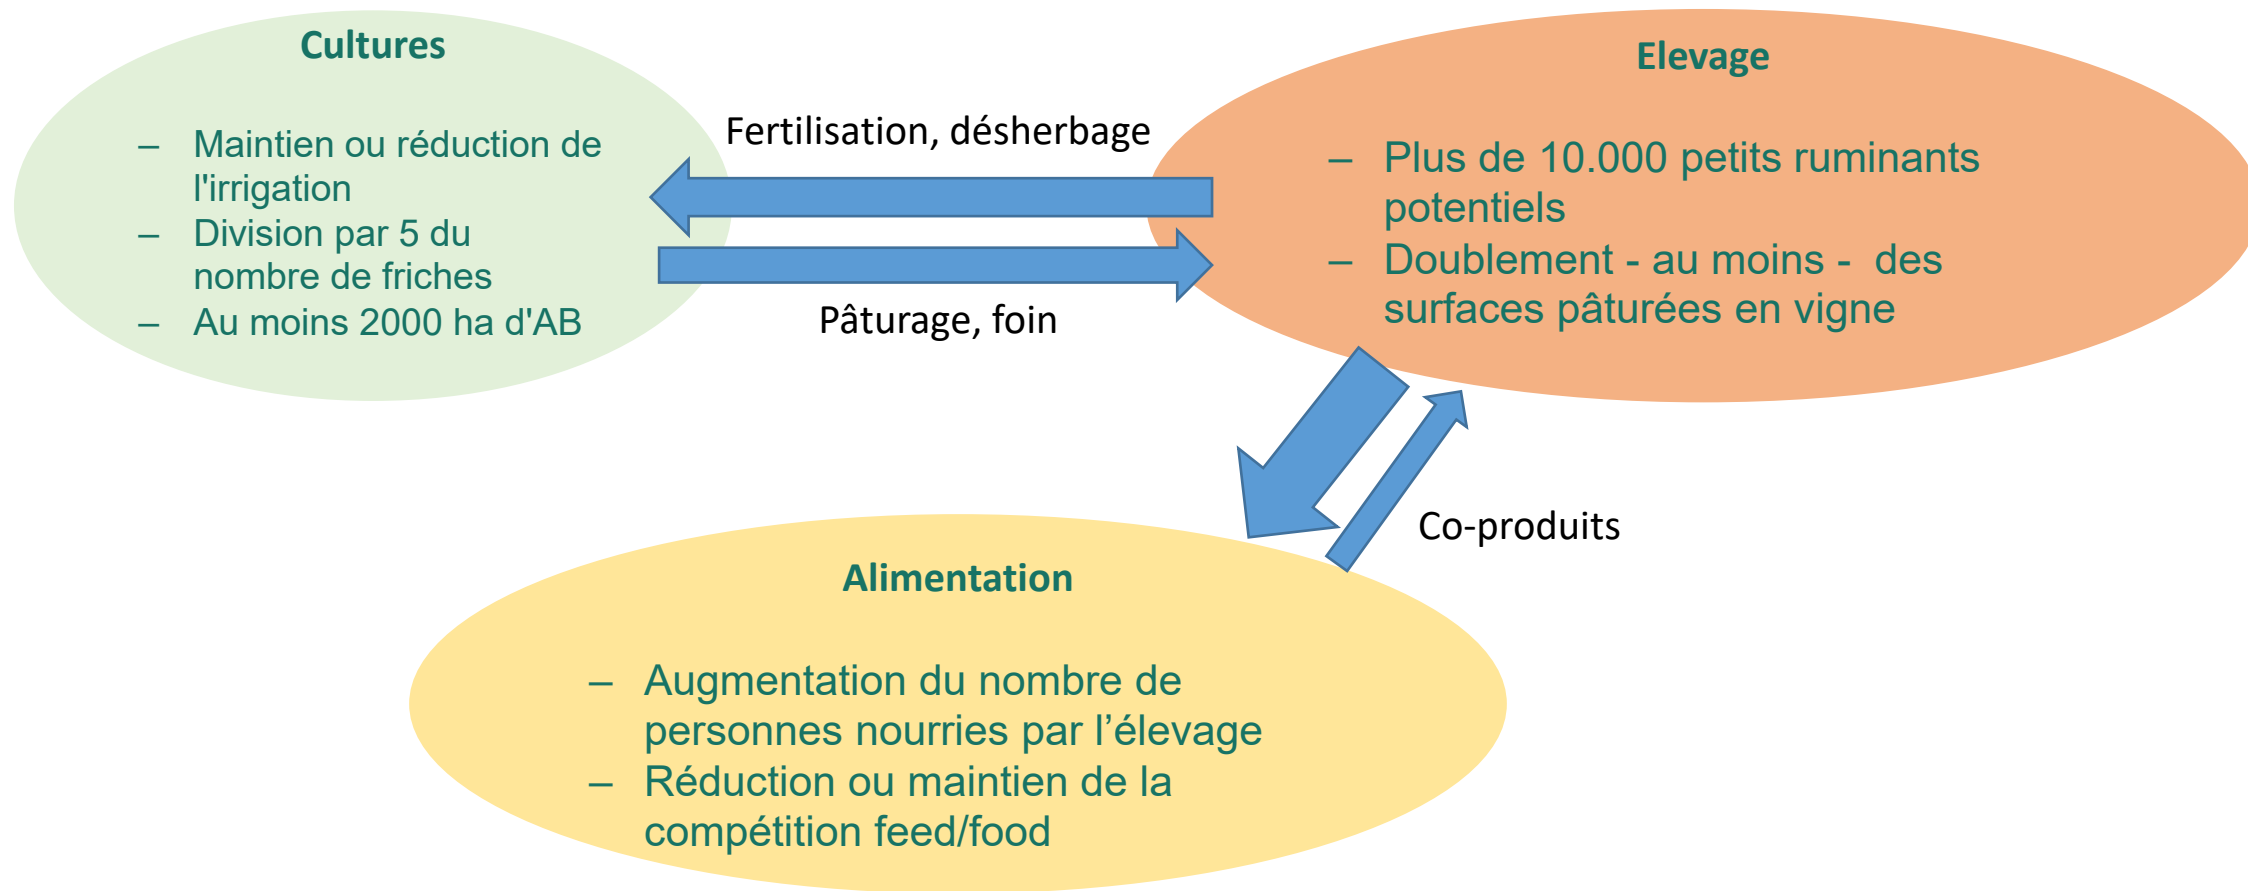 Cultures
– Maintien ou réduction de
l'irrigation
– Division par 5 du
nombre de friches
– Au moins 2000 ha d'AB
Fertilisation, désherbage
Pâturage, foin
Elevage
– Plus de 10.000 petits ruminants
potentiels
– Doublement - au moins - des
surfaces pâturées en vigne
Co-produits
Alimentation
– Augmentation du nombre de
personnes nourries par l’élevage
– Réduction ou maintien de la
compétition feed/food